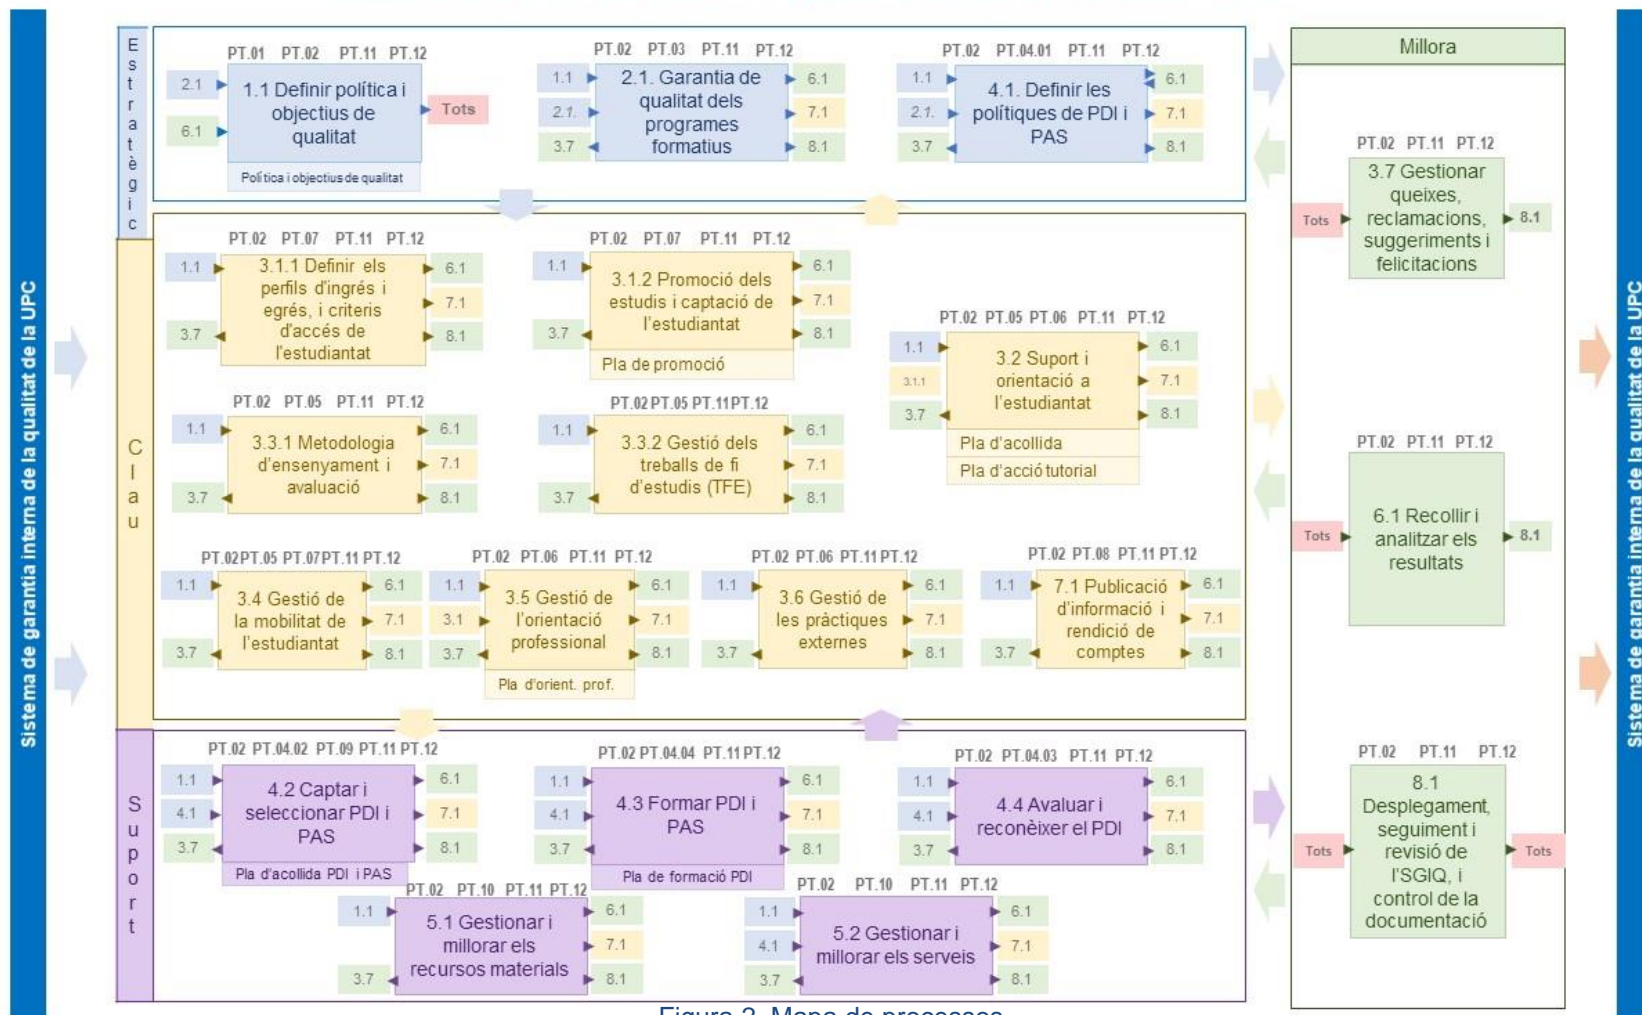 Sistema de garantia interna de la qualitat de la UPC
Estratègic
PT.01 PT.02 PT.11 PT.12
2.1
6.1
1.1 Definir política i
objectius de
qualitat
Tots
Política i objectius de qualitat
PT.02 PT.03 PT.11 PT.12
1.1
2.1.
3.7
2.1. Garantia de
qualitat dels
programes
formatius
6.1
7.1
8.1
PT.02 PT.04.01 PT.11 PT.12
1.1
2.1.
3.7
4.1. Definir les
polítiques de PDI i
PAS
6.1
7.1
8.1
Clau
PT.02 PT.07 PT.11 PT.12
1.1
3.7
3.1.1 Definir els
perfils d'ingrés i
egrés, i criteris
d'accés de
l'estudiantat
6.1
7.1
8.1
PT.02 PT.07 PT.11 PT.12
1.1
3.7
3.1.2 Promoció dels
estudis i captació de
l'estudiantat
Pla de promoció
6.1
7.1
8.1
PT.02 PT.05 PT.06 PT.11 PT.12
1.1
3.1.1
3.7
3.2 Suport i
orientació a
l'estudiantat
Pla d'acollida
Pla d'acció tutorial
6.1
7.1
8.1
PT.02 PT.05 PT.11 PT.12
1.1
3.7
3.3.1 Metodologia
d'ensenyament i
avaluació
6.1
7.1
8.1
PT.02 PT.05 PT.11 PT.12
1.1
3.7
3.3.2 Gestió dels
treballs de fi
d'estudis (TFE)
6.1
7.1
8.1
PT.02 PT.05 PT.07 PT.11 PT.12
1.1
3.7
3.4 Gestió de
la mobilitat de
l'estudiantat
6.1
7.1
8.1
PT.02 PT.06 PT.11 PT.12
1.1
3.1
3.7
3.5 Gestió de
l'orientació
professional
Pla d'orient. prof.
6.1
7.1
8.1
PT.02 PT.06 PT.11 PT.12
1.1
3.7
3.6 Gestió de
les pràctiques
externes
6.1
7.1
8.1
PT.02 PT.08 PT.11 PT.12
1.1
3.7
7.1 Publicació
d'informació i
rendició de
comptes
6.1
7.1
8.1
Suport
PT.02 PT.04.02 PT.09 PT.11 PT.12
1.1
4.1
3.7
4.2 Captar i
seleccionar PDI i
PAS
Pla d'acollida PDI i PAS
6.1
7.1
8.1
PT.02 PT.04.04 PT.11 PT.12
1.1
4.1
3.7
4.3 Formar PDI i
PAS
Pla de formació PDI
6.1
7.1
8.1
PT.02 PT.04.03 PT.11 PT.12
1.1
4.1
3.7
4.4 Avaluar i
reconèixer el PDI
6.1
7.1
8.1
PT.02 PT.10 PT.11 PT.12
1.1
3.7
5.1 Gestionar i
millorar els
recursos materials
6.1
7.1
8.1
PT.02 PT.10 PT.11 PT.12
1.1
4.1
3.7
5.2 Gestionar i
millorar els serveis
6.1
7.1
8.1
Millora
PT.02 PT.11 PT.12
Tots
3.7 Gestionar
queixes,
reclamacions,
suggeriments i
felicitacions
8.1
PT.02 PT.11 PT.12
Tots
6.1 Recollir i
analitzar els
resultats
8.1
PT.02 PT.11 PT.12
Tots
8.1
Desplegament,
seguiment i
revisió de
l'SGIQ, i
control de la
documentació
Tots
Sistema de garantia interna de la qualitat de la UPC
Figura 2. Mapa de processos